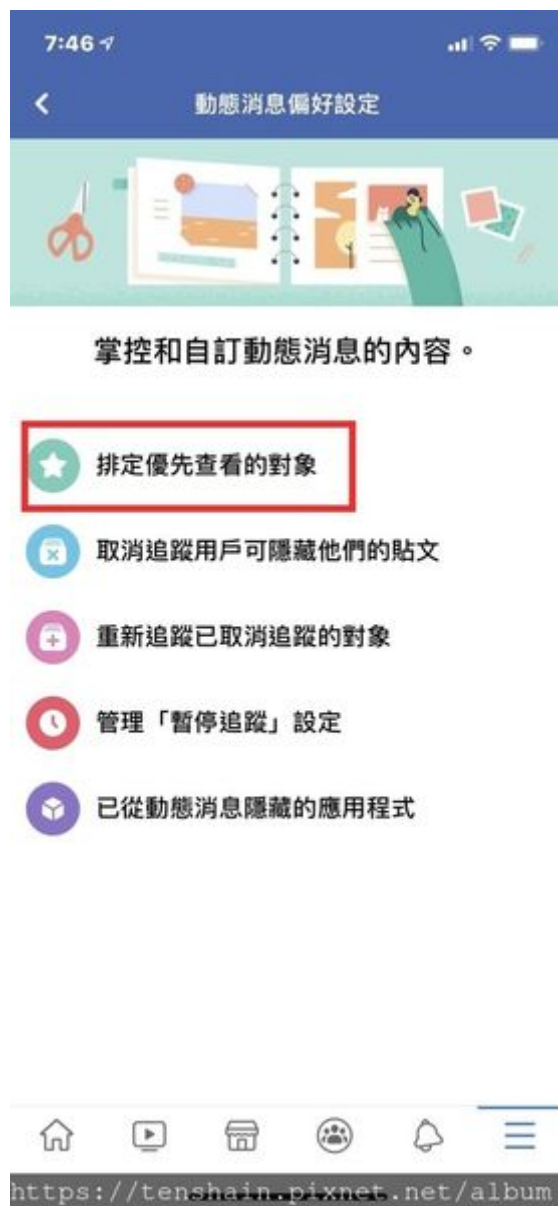 7:46
動態消息偏好設定
掌控和自訂動態消息的內容。
排定優先查看的對象
取消追蹤用戶可隱藏他們的貼文
重新追蹤已取消追蹤的對象
管理「暫停追蹤」設定
已從動態消息隱藏的應用程式
https://tenshain.pixnet.net/album